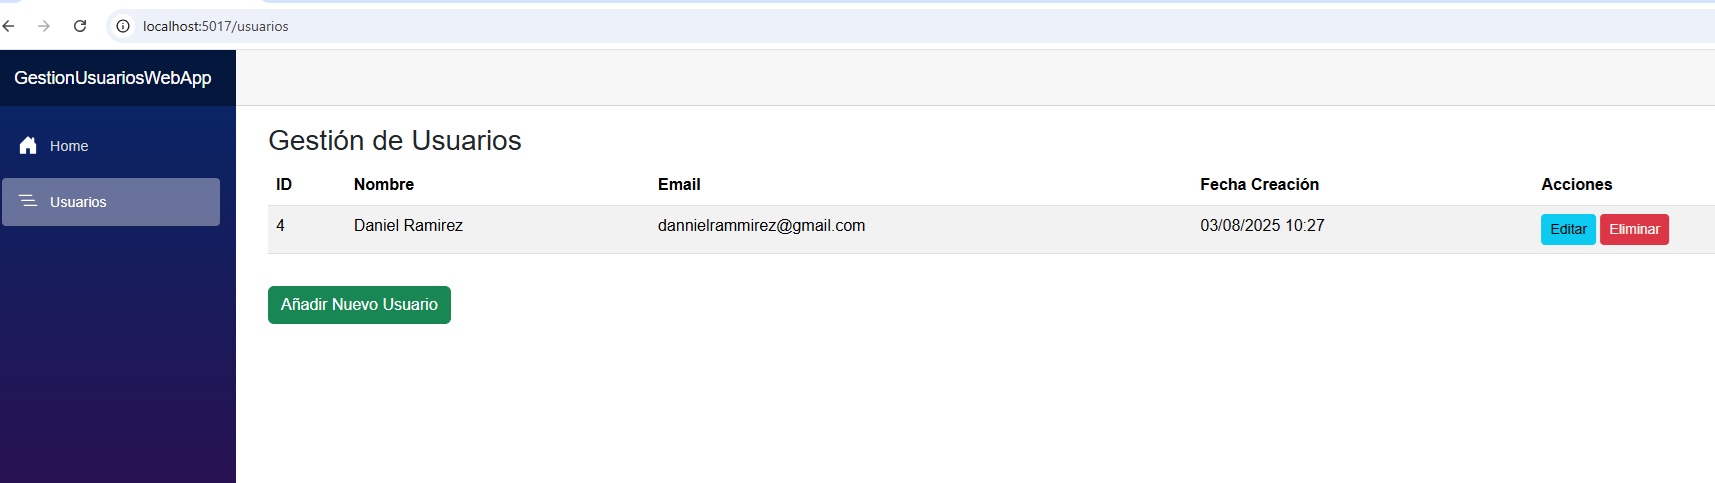 localhost:5017/usuarios
GestionUsuariosWebApp
Home
Usuarios
Gestión de Usuarios
ID Nombre Email Fecha Creación Acciones
4 Daniel Ramirez dannielrammirez@gmail.com 03/08/2025 10:27 Editar Eliminar
Añadir Nuevo Usuario